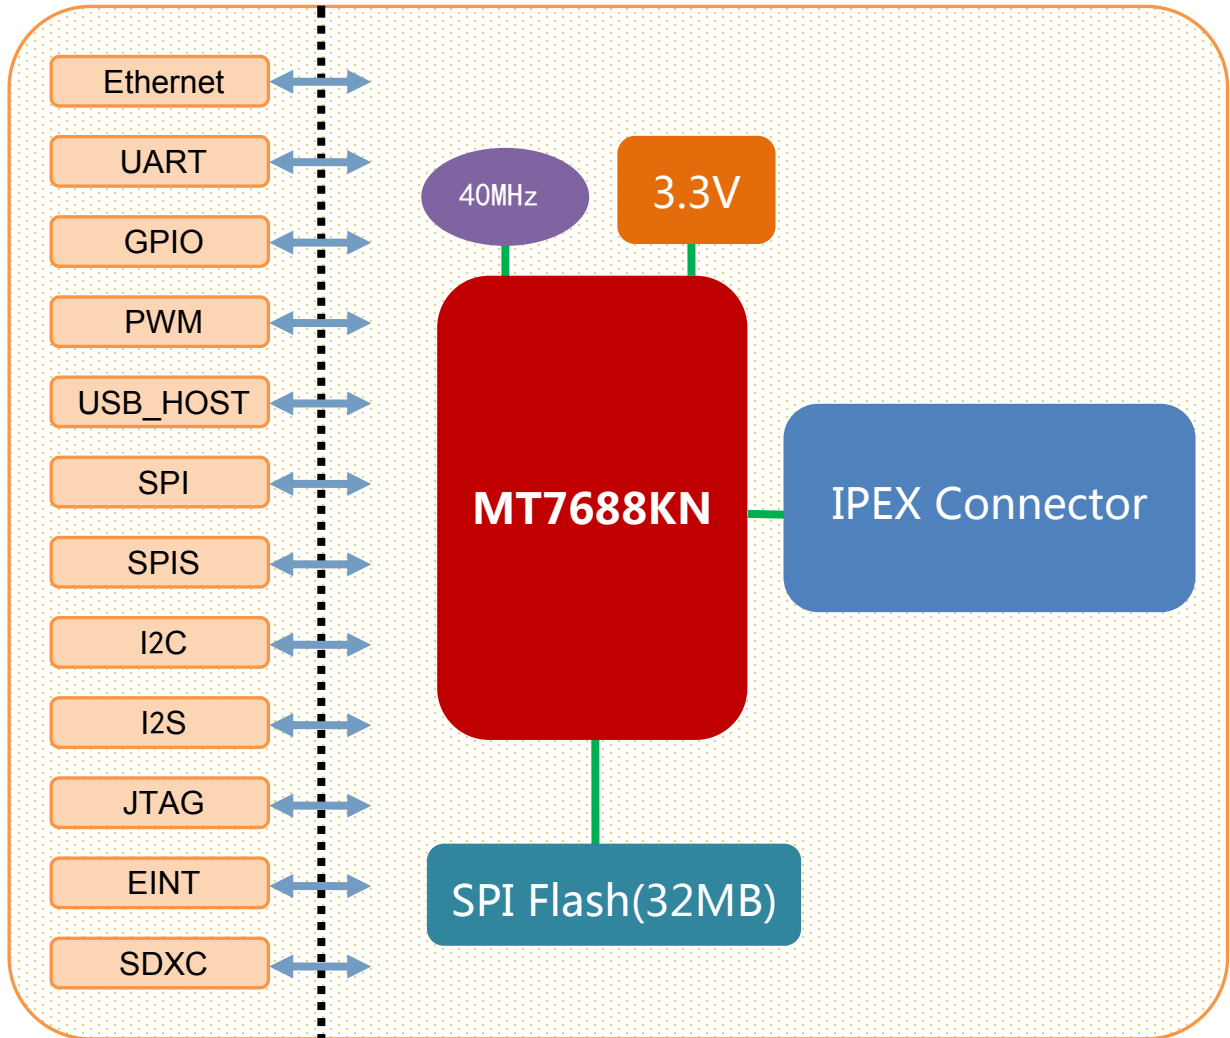 Ethernet
UART
GPIO
PWM
USB_HOST
SPI
SPIS
I2C
I2S
JTAG
EINT
SDXC
40MHz
3.3V
MT7688KN
IPEX Connector
SPI Flash(32MB)